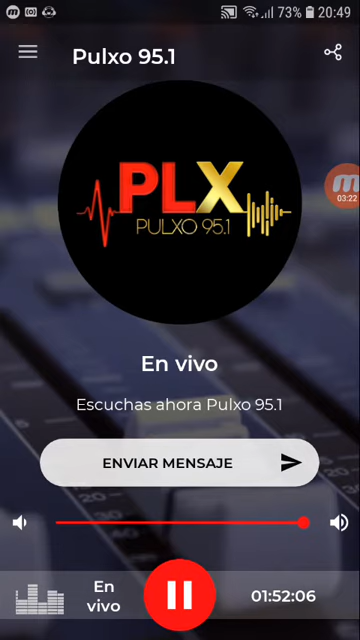 73% 20:49
Pulxo 95.1
03:22
PLX
PULXO 95.1
En vivo
Escuchas ahora Pulxo 95.1
ENVIAR MENSAJE
En
vivo
01:52:06